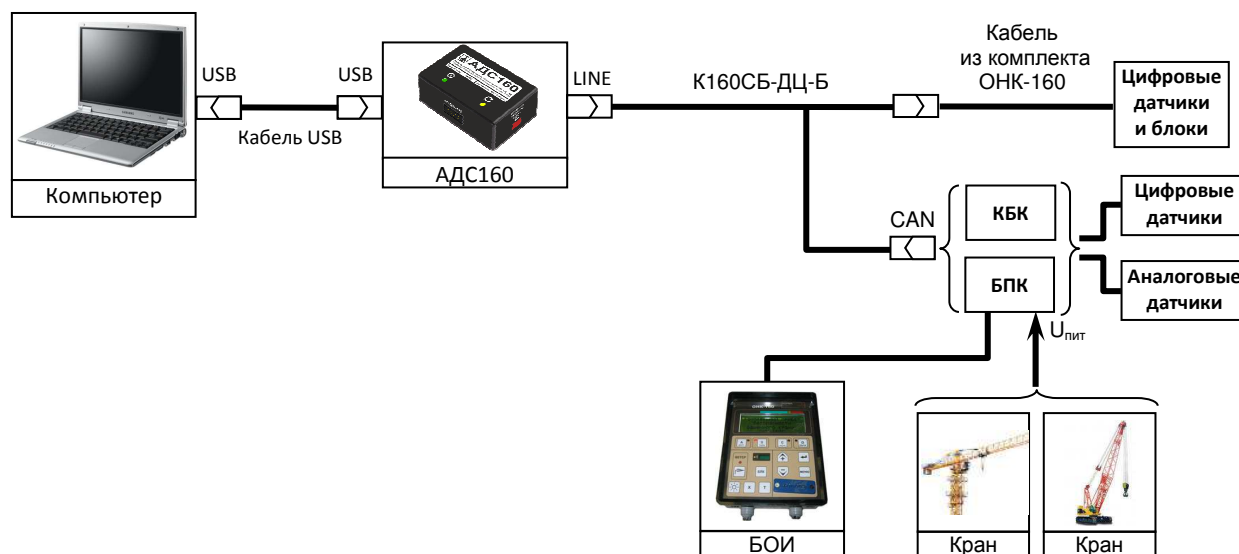 USB
USB
LINE
К160СБ-ДЦ-Б
Кабель
из комплекта
ОНК-160
Цифровые
датчики
и блоки
АДС160
Кабель USB
Компьютер
АДС160
CAN
КБК
БПК
Цифровые
датчики
Аналоговые
датчики
Uпит
БОИ
Кран
Кран